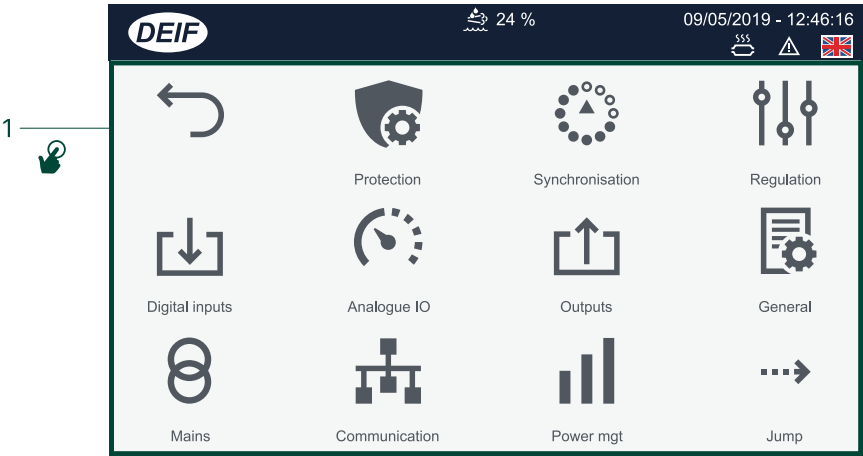 DEIF
24 %
09/05/2019 - 12:46:16
1
Protection
Synchronisation
Regulation
Digital inputs
Analogue IO
Outputs
General
Mains
Communication
Power mgt
Jump